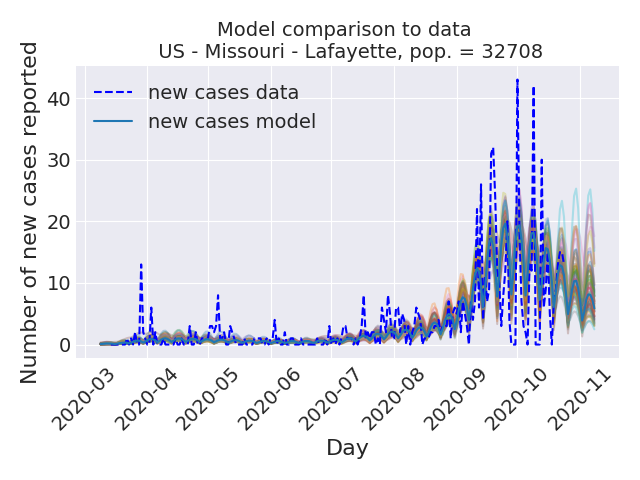 Model comparison to data
US - Missouri - Lafayette, pop. = 32708
Number of new cases reported
40
30
20
10
0
new cases data
new cases model
2020-03
2020-04
2020-05
2020-06
2020-07
2020-08
2020-09
2020-10
2020-11
Day